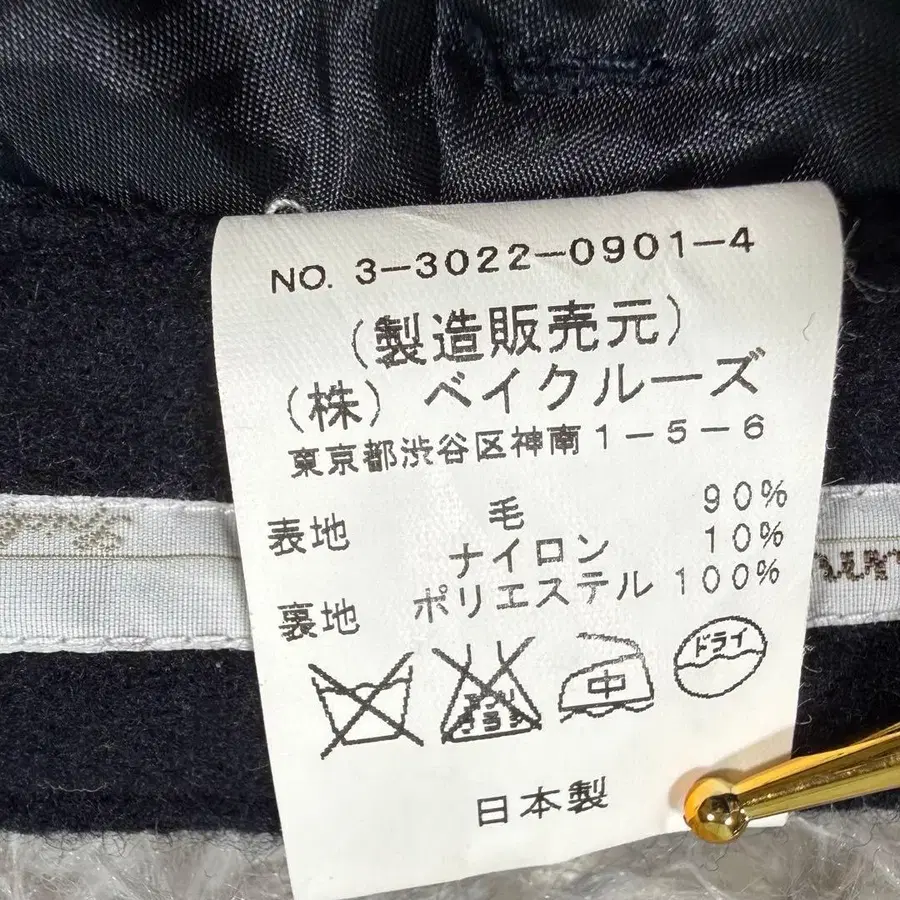 NO. 3-3022-0901-4
(製造販売元)
(株) ベイクルーズ
東京都渋谷区神南1-5-6
表地 毛 90%
ナイロン 10%
裏地 ポリエステル 100%
中
ドライ
日本製